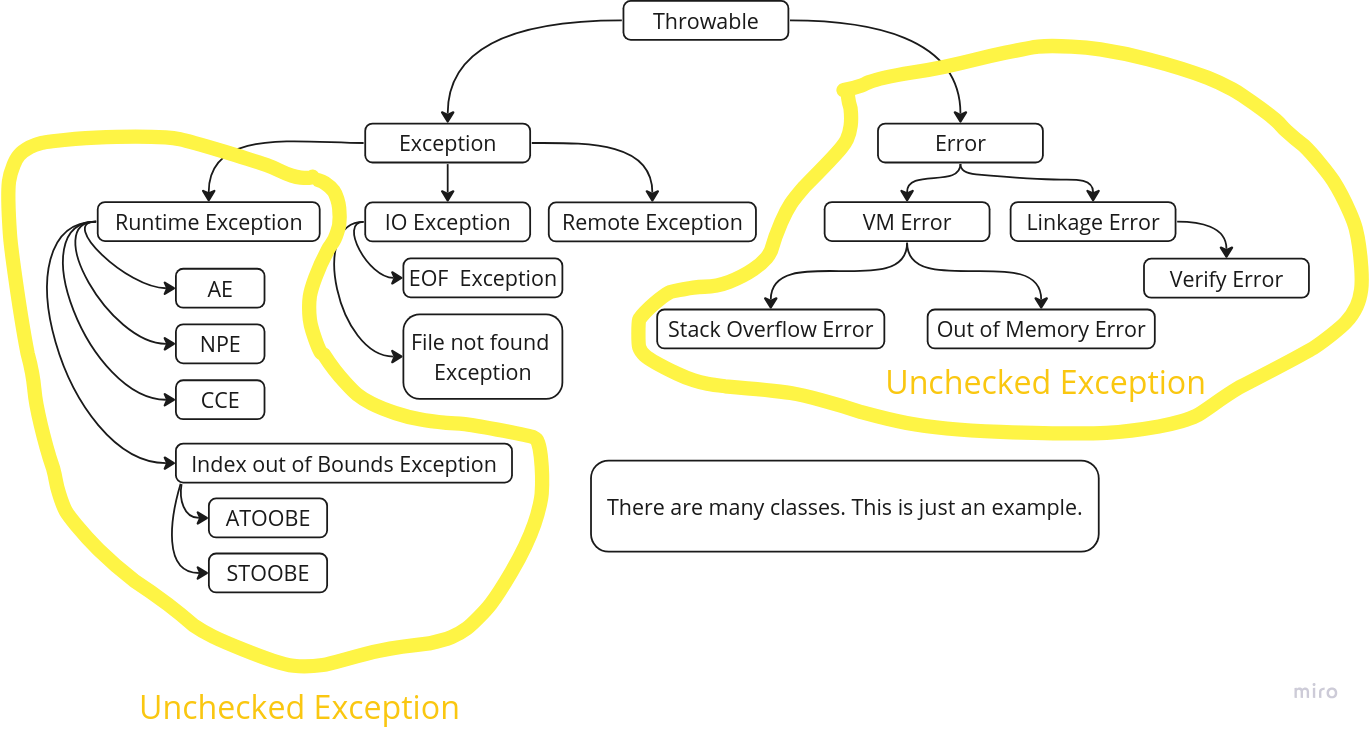 Throwable
Exception
Error
Runtime Exception
IO Exception
Remote Exception
VM Error
Linkage Error
AE
EOF  Exception
Verify Error
NPE
File not found
Exception
Stack Overflow Error
Out of Memory Error
CCE
Unchecked Exception
Index out of Bounds Exception
ATOOBE
There are many classes. This is just an example.
STOOBE
Unchecked Exception
miro